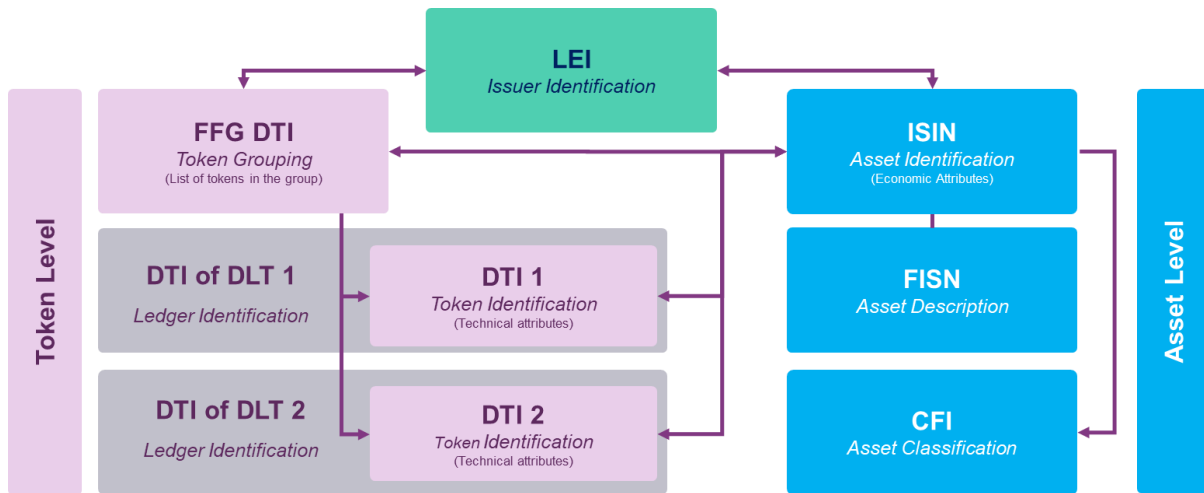 LEI
Issuer Identification
Token Level
FFG DTI
Token Grouping
(List of tokens in the group)
ISIN
Asset Identification
(Economic Attributes)
Asset Level
DTI of DLT 1
Ledger Identification
DTI 1
Token Identification
(Technical attributes)
FISN
Asset Description
DTI of DLT 2
Ledger Identification
DTI 2
Token Identification
(Technical attributes)
CFI
Asset Classification